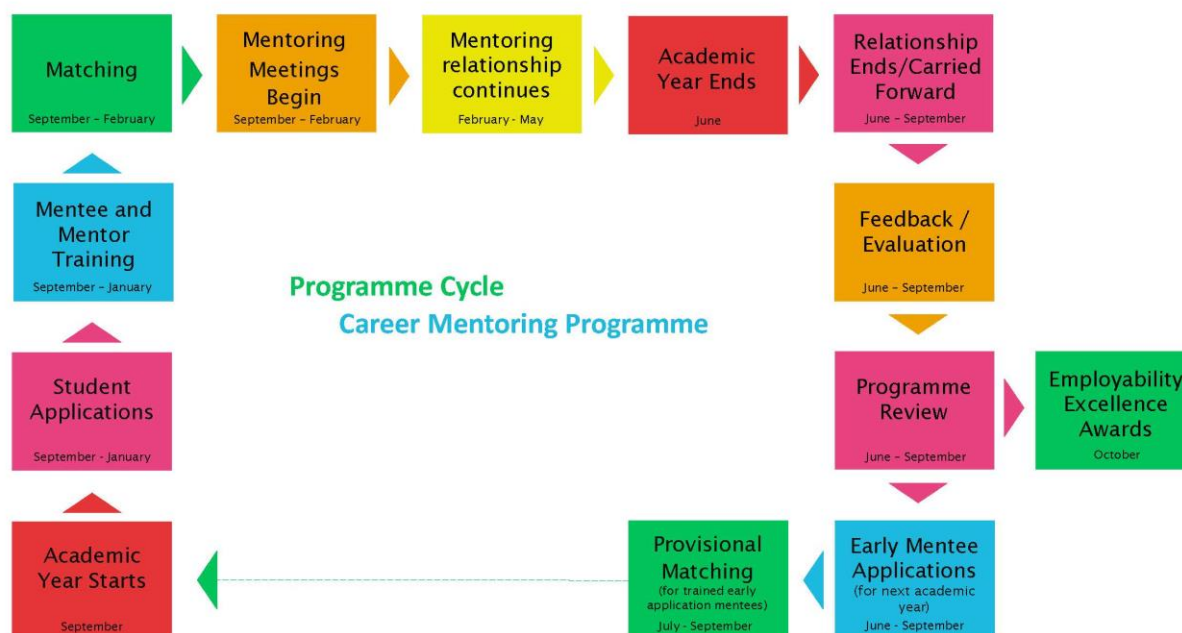 Matching
September – February
Mentoring
Meetings
Begin
September – February
Mentoring
relationship
continues
February - May
Academic
Year Ends
June
Relationship
Ends/Carried
Forward
June – September
Mentee and
Mentor
Training
September – January
Feedback /
Evaluation
June – September
Programme Cycle
Career Mentoring Programme
Student
Applications
September - January
Programme
Review
June – September
Employability
Excellence
Awards
October
Academic
Year Starts
September
Provisional
Matching
(for trained early
application mentees)
July - September
Early Mentee
Applications
(for next academic
year)
June - September